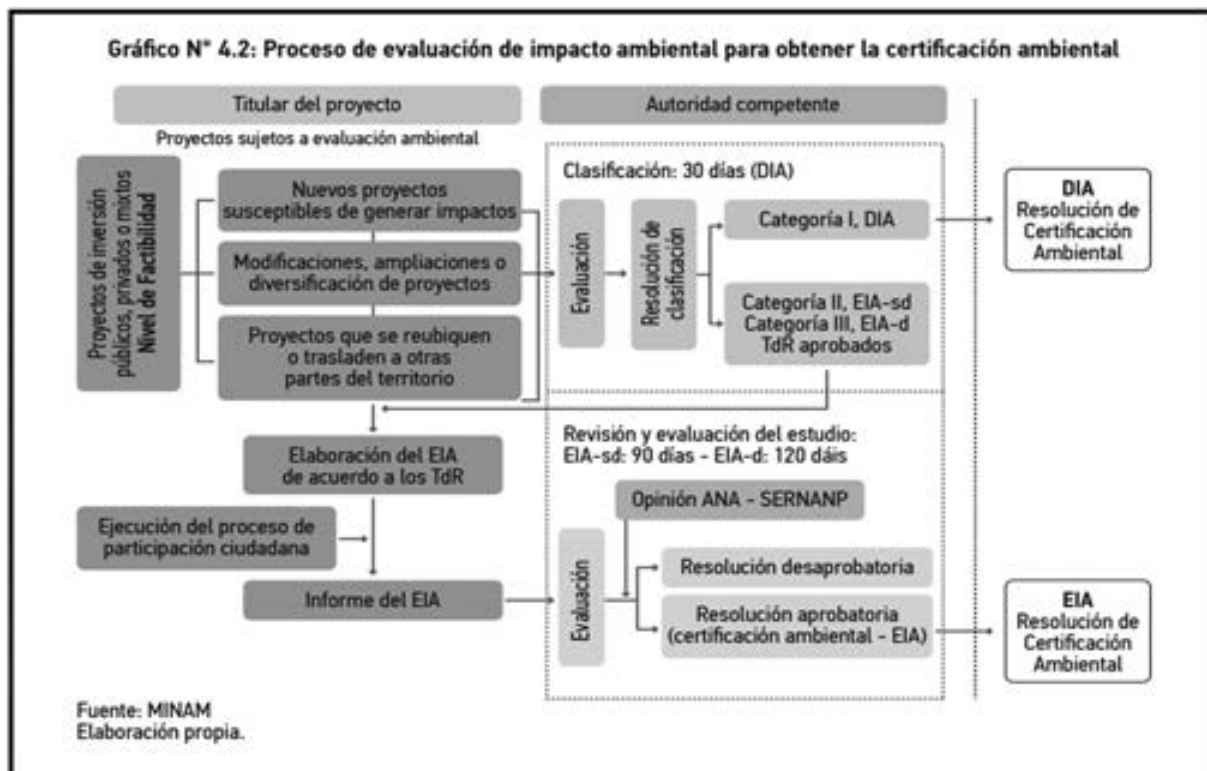 Gráfico N° 4.2: Proceso de evaluación de impacto ambiental para obtener la certificación ambiental
Titular del proyecto
Autoridad competente
Proyectos sujetos a evaluación ambiental
Proyectos de inversión
públicos, privados o mixtos
Nivel de Factibilidad
Nuevos proyectos
susceptibles de generar impactos
Modificaciones, ampliaciones o
diversificación de proyectos
Proyectos que se reubiquen
o trasladen a otras
partes del territorio
Clasificación: 30 días (DIA)
Evaluación
Resolución de
clasificación
Categoría I, DIA
Categoría II, EIA-sd
Categoría III, EIA-d
TdR aprobados
DIA
Resolución de
Certificación
Ambiental
Elaboración del EIA
de acuerdo a los TdR
Ejecución del proceso de
participación ciudadana
Informe del EIA
Revisión y evaluación del estudio:
EIA-sd: 90 días - EIA-d: 120 dáis
Opinión ANA - SERNANP
Evaluación
Resolución desaprobatoria
Resolución aprobatoria
(certificación ambiental - EIA)
EIA
Resolución de
Certificación
Ambiental
Fuente: MINAM
Elaboración propia.